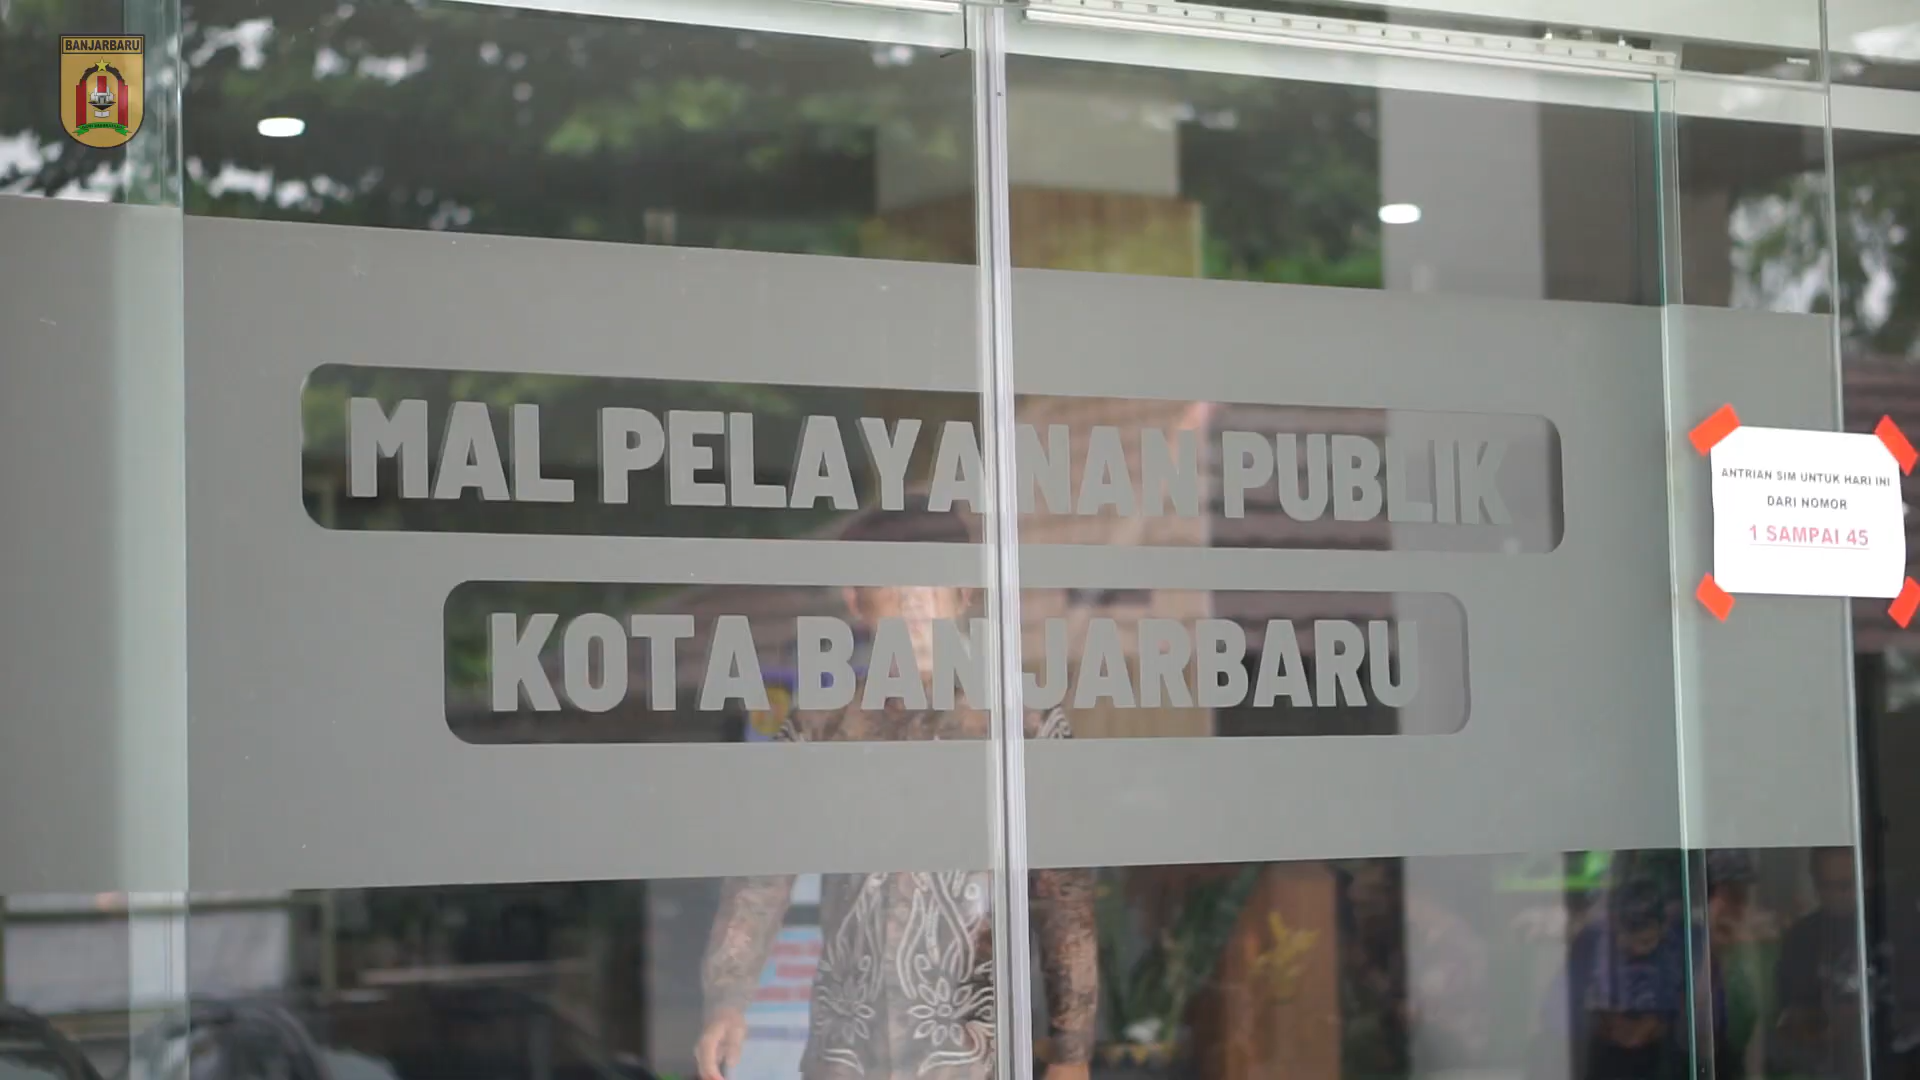 BANJARBARU
MAL PELAYANAN PUBLIK
KOTA BANJARBARU
ANTRIAN SIM UNTUK HARI INI
DARI NOMOR
1 SAMPAI 45